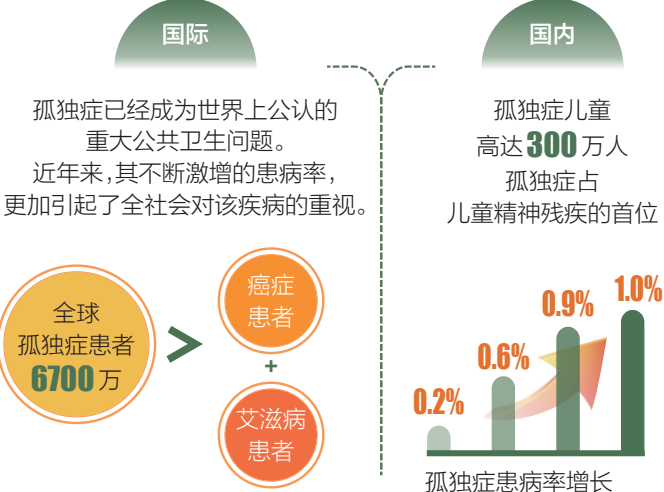 国际
孤独症已经成为世界上公认的
重大公共卫生问题。
近年来,其不断激增的患病率,
更加引起了全社会对该疾病的重视。
全球
孤独症患者
6700万
>
癌症
患者
+
艾滋病
患者
国内
孤独症儿童
高达300万人
孤独症占
儿童精神残疾的首位
0.2%
0.6%
0.9%
1.0%
孤独症患病率增长